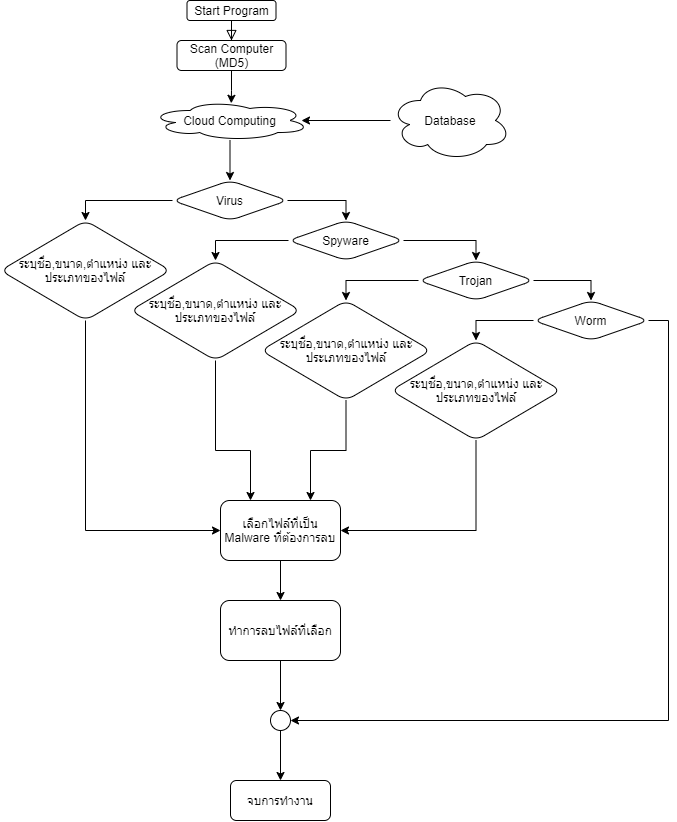 Start Program
Scan Computer
(MD5)
Cloud Computing
Database
Virus
Spyware
Trojan
Worm
ระบุชื่อ,ขนาด,ตำแหน่ง และ
ประเภทของไฟล์
ระบุชื่อ,ขนาด,ตำแหน่ง และ
ประเภทของไฟล์
ระบุชื่อ,ขนาด,ตำแหน่ง และ
ประเภทของไฟล์
ระบุชื่อ,ขนาด,ตำแหน่ง และ
ประเภทของไฟล์
เลือกไฟล์ที่เป็น
Malware ที่ต้องการลบ
ทำการลบไฟล์ที่เลือก
จบการทำงาน